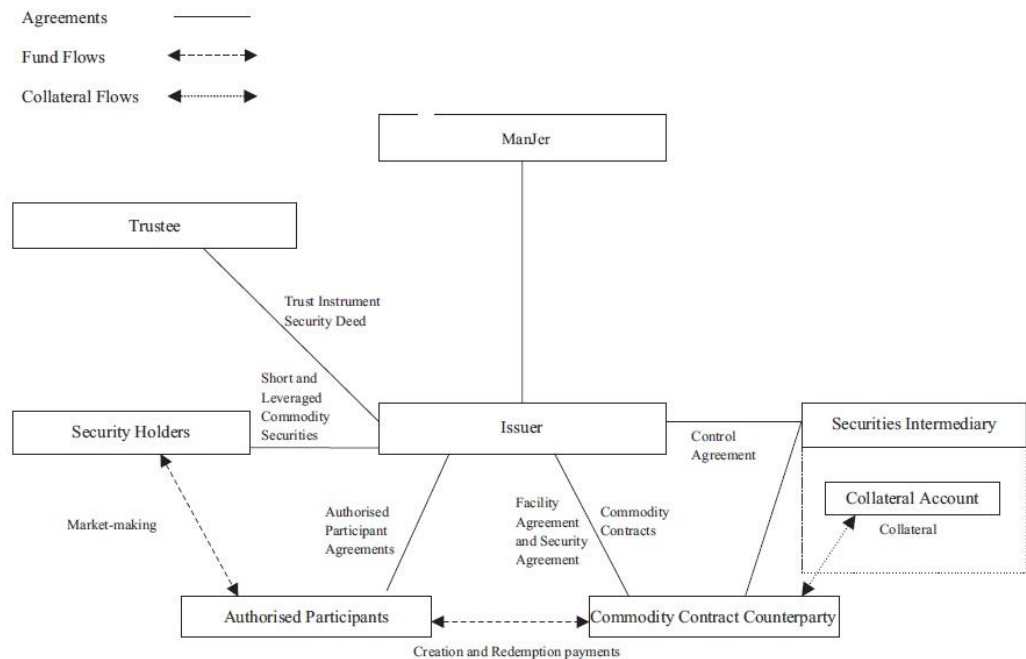 Agreements
Fund Flows
Collateral Flows
ManJer
Trustee
Trust Instrument
Security Deed
Short and
Leveraged
Commodity
Securities
Security Holders
Issuer
Securities Intermediary
Control
Agreement
Collateral Account
Collateral
Market-making
Authorised
Participant
Agreements
Facility
Agreement
and Security
Agreement
Commodity
Contracts
Authorised Participants
Commodity Contract Counterparty
Creation and Redemption payments